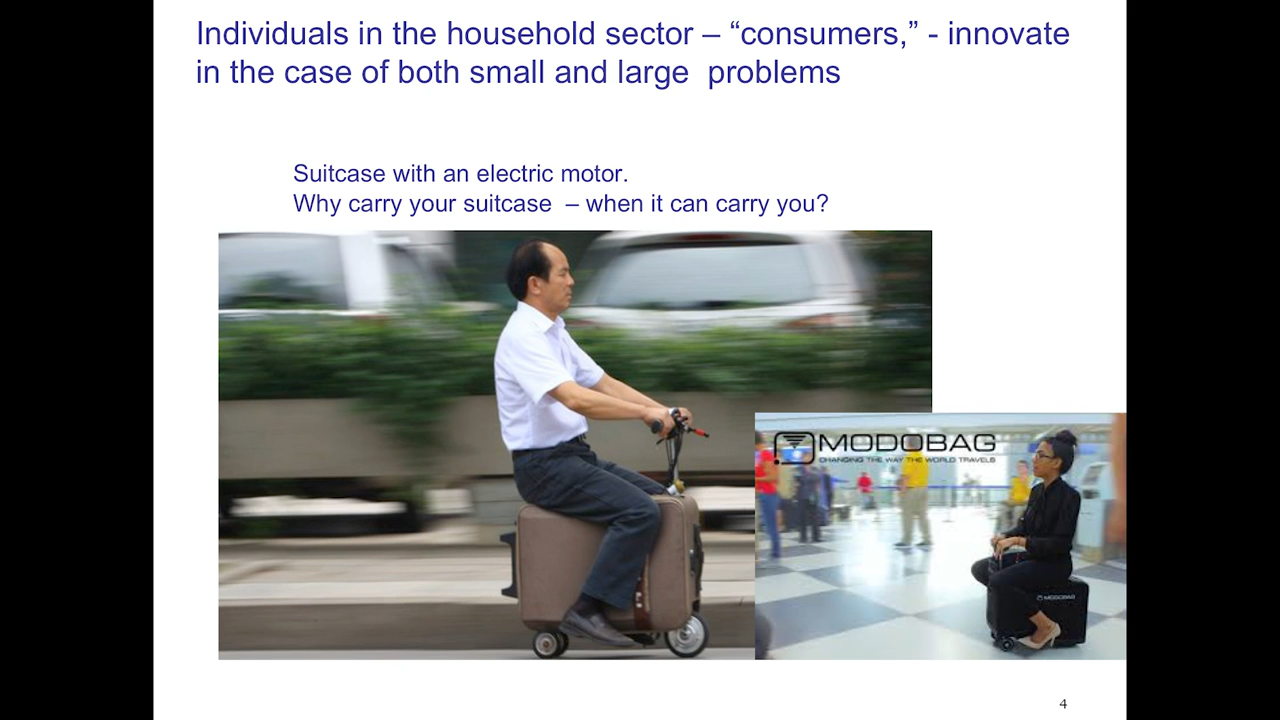 Individuals in the household sector – “consumers,” - innovate
in the case of both small and large  problems
Suitcase with an electric motor.
Why carry your suitcase  – when it can carry you?
MODOBAG
CHANGING THE WAY THE WORLD TRAVELS
MODOBAG
4